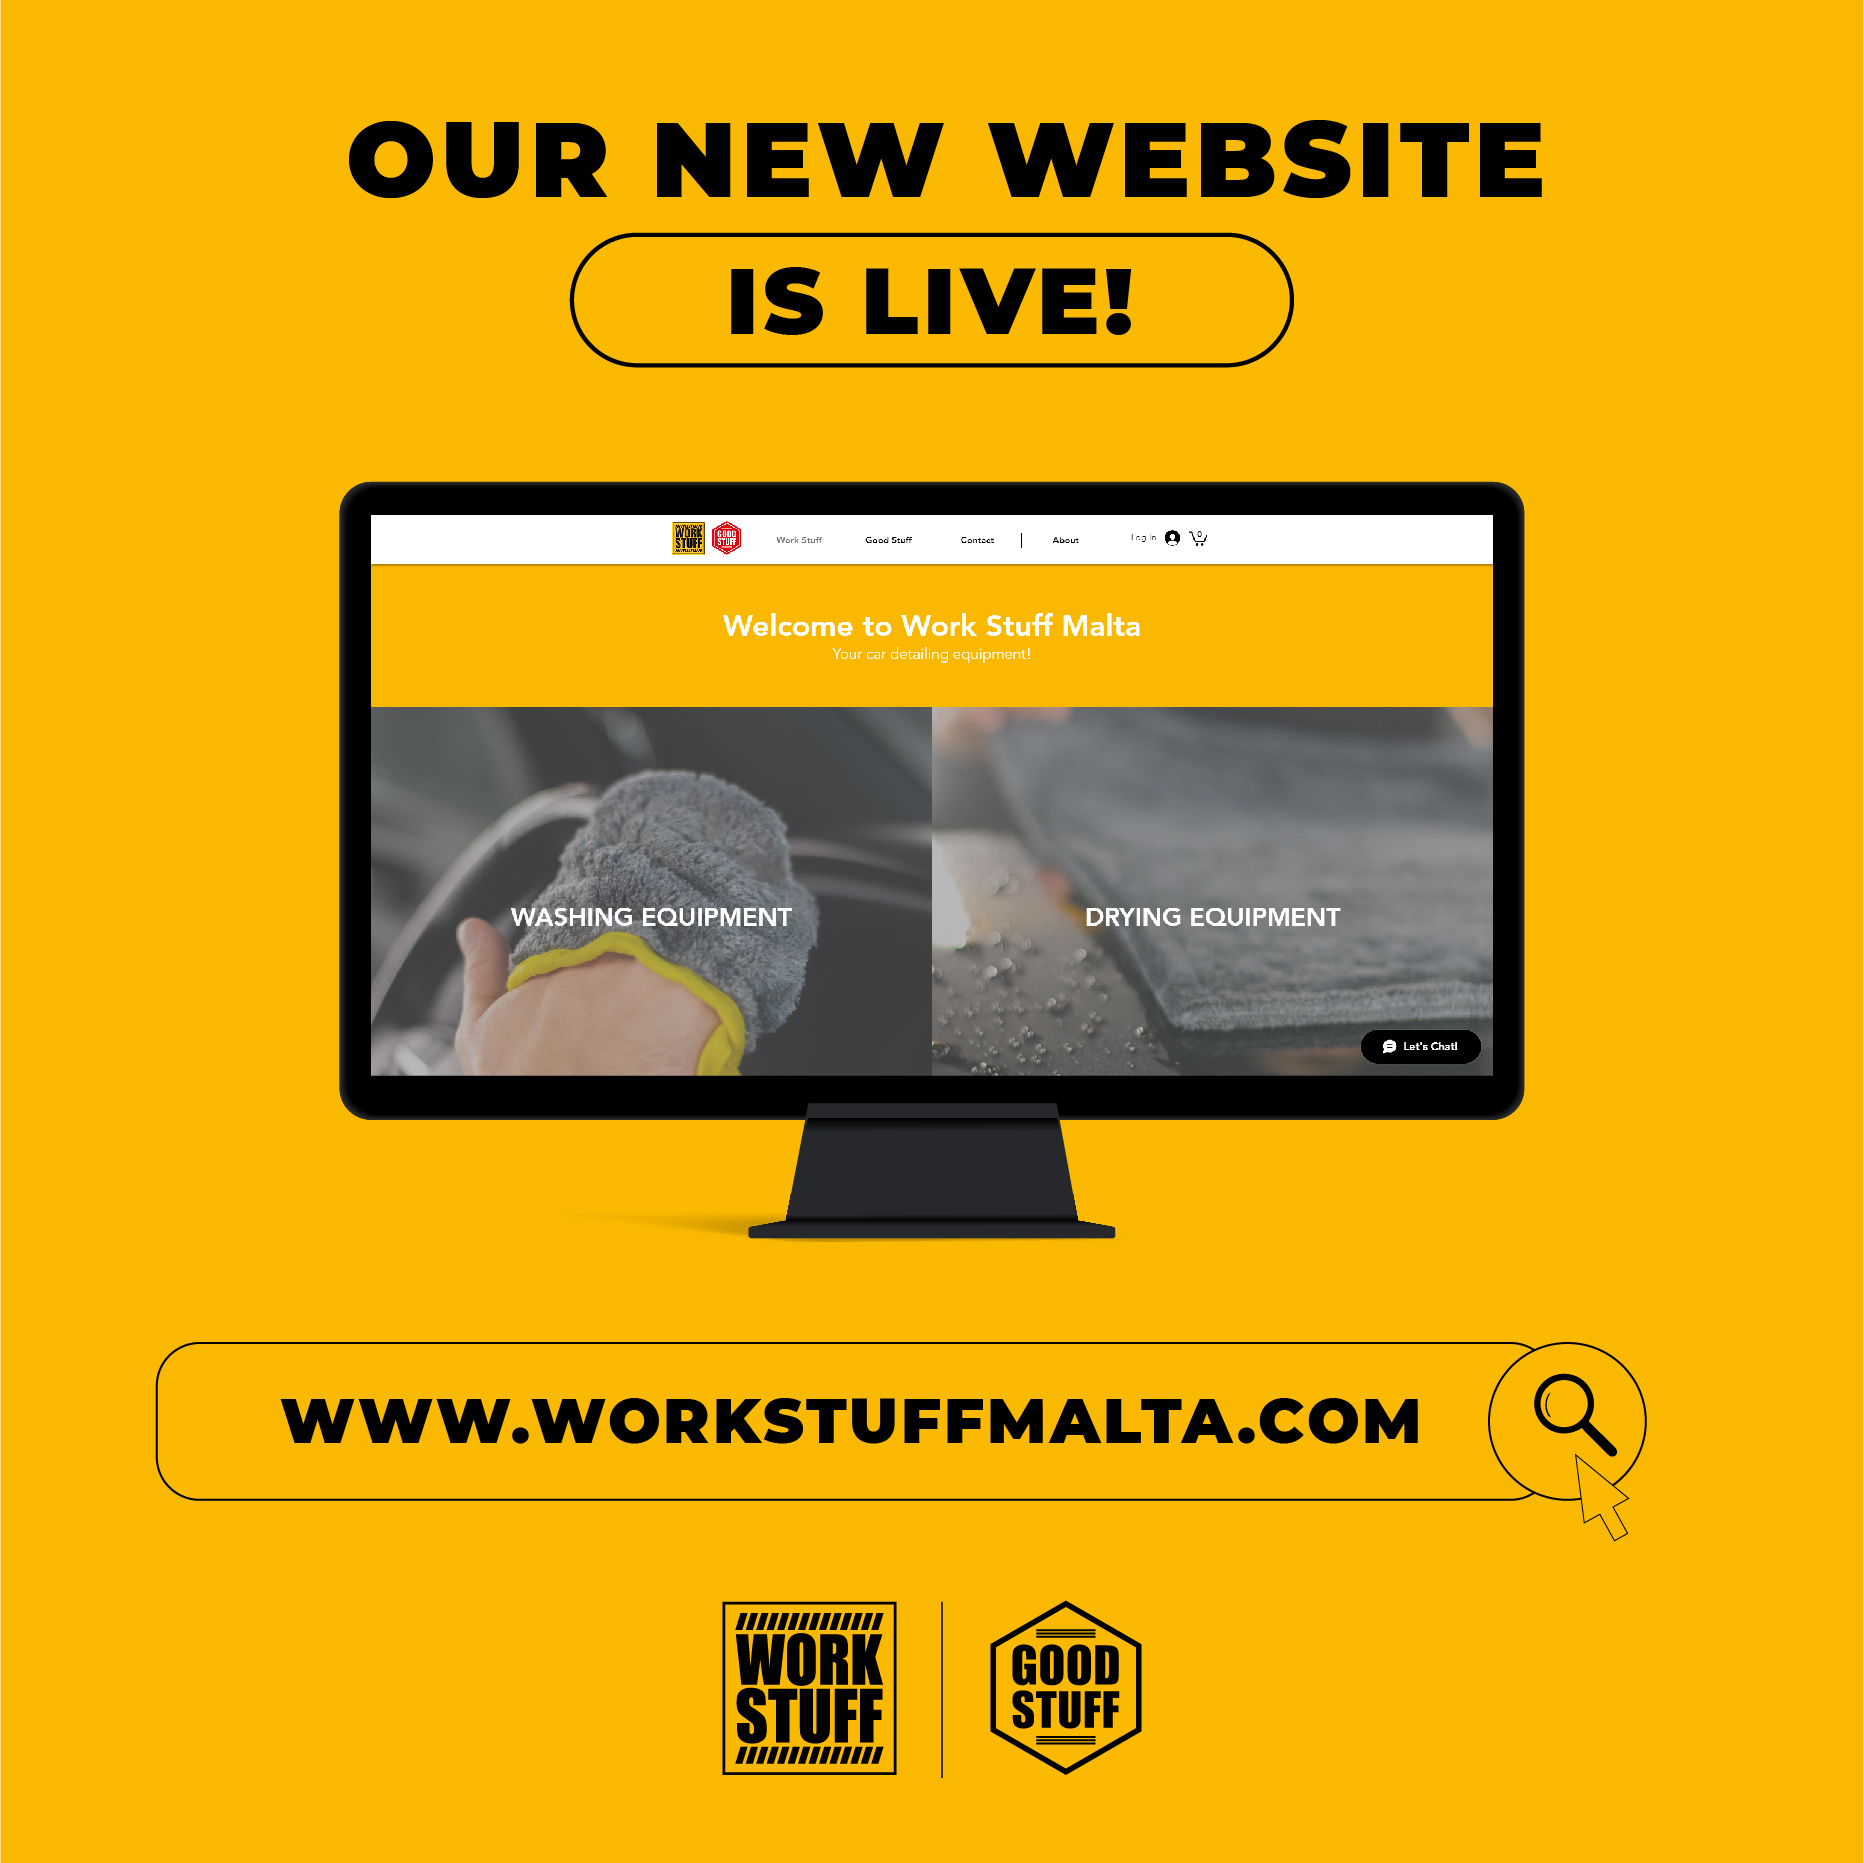 OUR NEW WEBSITE
IS LIVE!
WORK
STUFF
GOOD
STUFF
Work Stuff
Good Stuff
Contact
About
Log In
0
Welcome to Work Stuff Malta
Your car detailing equipment!
WASHING EQUIPMENT
DRYING EQUIPMENT
Let's Chat!
WWW.WORKSTUFFMALTA.COM
WORK
STUFF
GOOD
STUFF